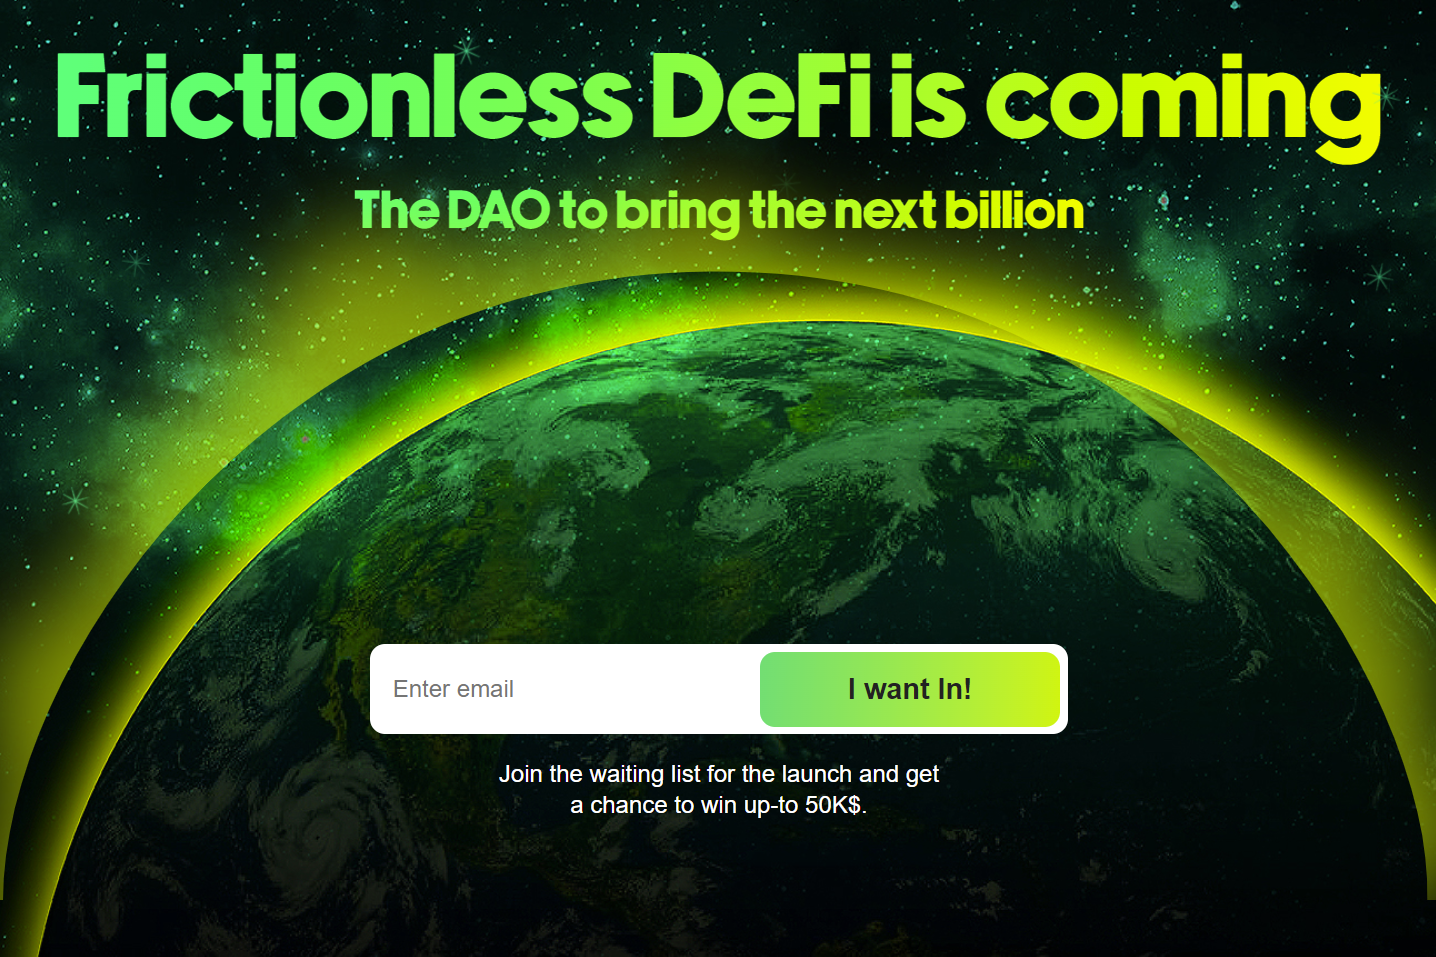 Frictionless DeFi is coming
The DAO to bring the next billion
Enter email
I want In!
Join the waiting list for the launch and get
a chance to win up-to 50K$.